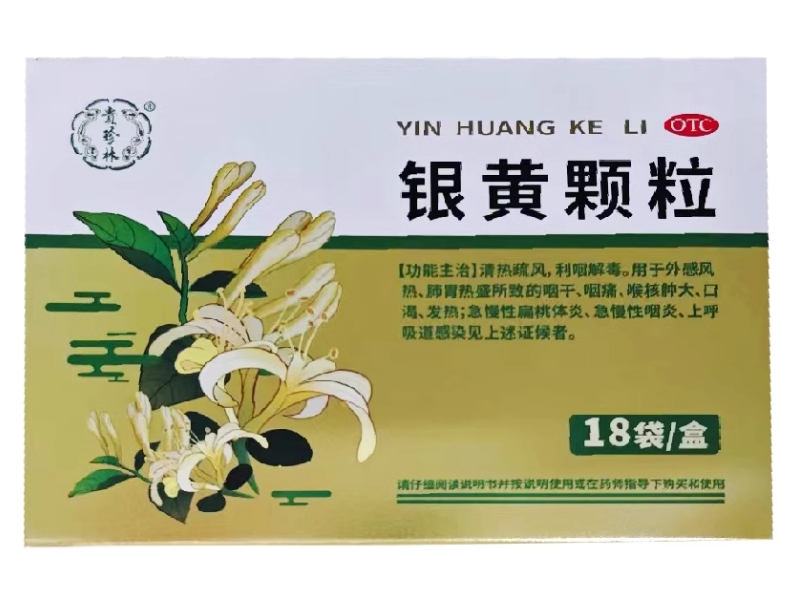 贵珍林
YIN HUANG KE LI OTC
银黄颗粒
【功能主治】清热疏风,利咽解毒。用于外感风
热、肺胃热盛所致的咽干、咽痛、喉核肿大、口
渴、发热;急慢性扁桃体炎、急慢性咽炎、上呼
吸道感染见上述证候者。
18袋/盒
请仔细阅读说明书并按说明使用或在药师指导下购买和使用